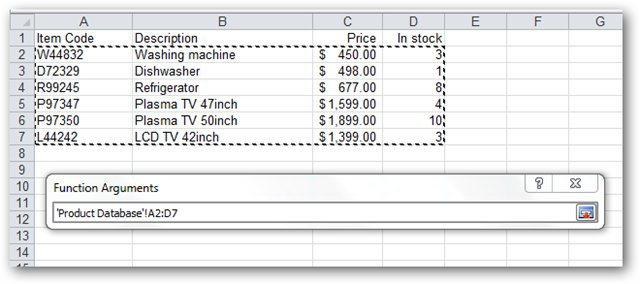 A B C D E F G
1 Item Code Description Price In stock
2 W44832 Washing machine $ 450.00 3
3 D72329 Dishwasher $ 498.00 1
4 R99245 Refrigerator $ 677.00 8
5 P97347 Plasma TV 47inch $1,599.00 4
6 P97350 Plasma TV 50inch $1,899.00 10
7 L44242 LCD TV 42inch $1,399.00 3
8
9
10 Function Arguments ? X
11
12 'Product Database'!A2:D7
13
14
15